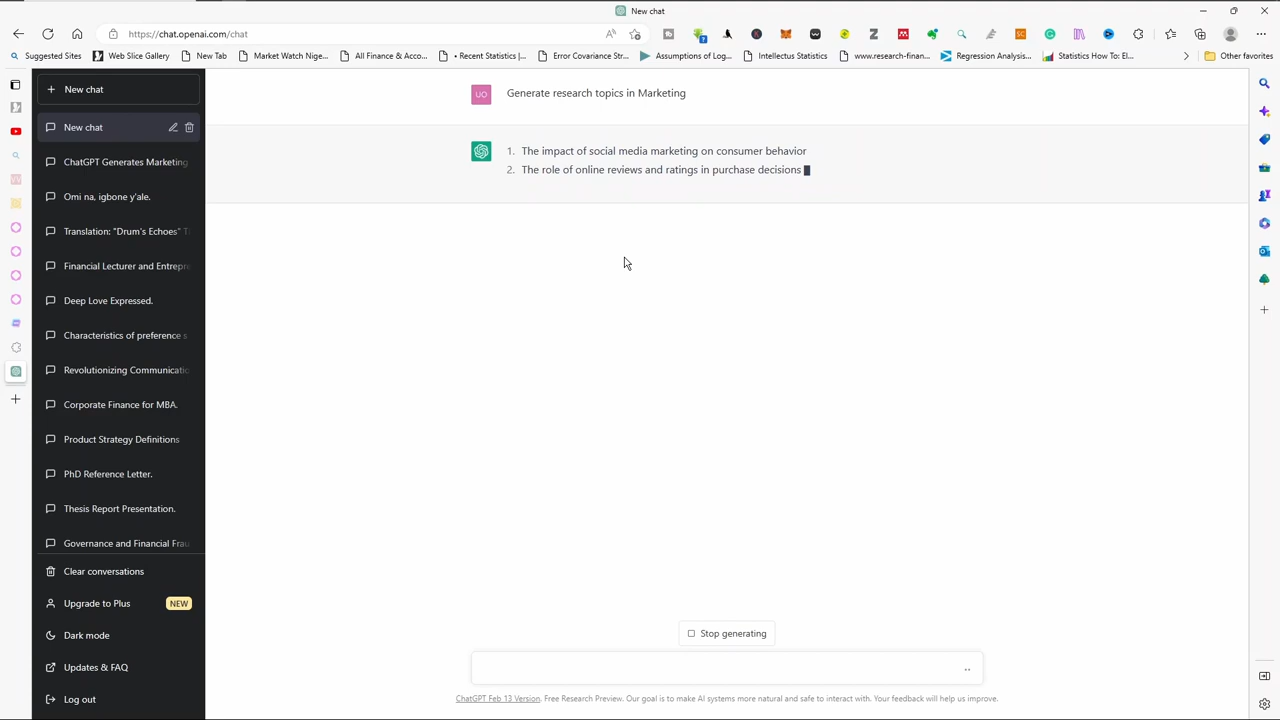 New chat
https://chat.openai.com/chat
Suggested Sites
Web Slice Gallery
New Tab
Market Watch Nige...
All Finance & Acco...
• Recent Statistics |...
Error Covariance Str...
Assumptions of Log...
Intellectus Statistics
www.research-finan...
Regression Analysis...
Statistics How To: El...
Other favorites
+ New chat
New chat
ChatGPT Generates Marketing
Omi na, igbone y'ale.
Translation: "Drum's Echoes" T
Financial Lecturer and Entrepre
Deep Love Expressed.
Characteristics of preference s
Revolutionizing Communicatio
Corporate Finance for MBA.
Product Strategy Definitions
PhD Reference Letter.
Thesis Report Presentation.
Governance and Financial Frau
Clear conversations
Upgrade to Plus NEW
Dark mode
Updates & FAQ
Log out
UO Generate research topics in Marketing
1. The impact of social media marketing on consumer behavior
2. The role of online reviews and ratings in purchase decisions
Stop generating
ChatGPT Feb 13 Version. Free Research Preview. Our goal is to make AI systems more natural and safe to interact with. Your feedback will help us improve.